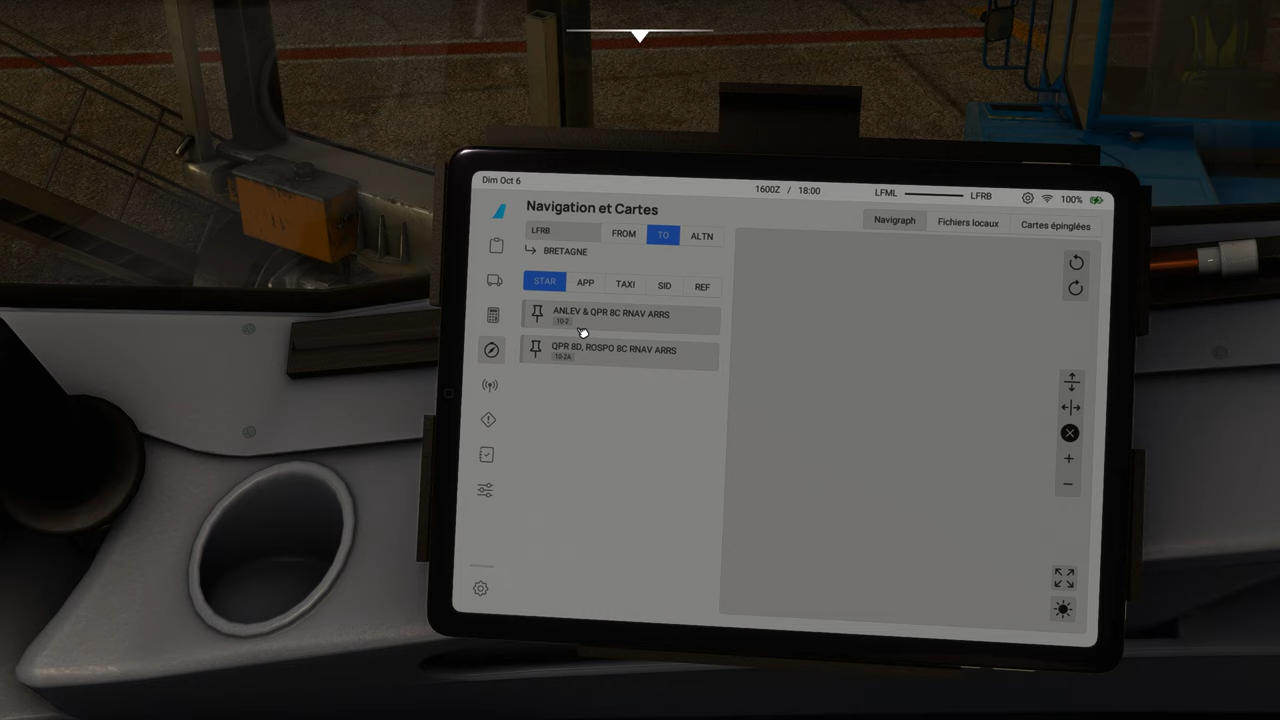 Dim Oct 6
1600Z / 18:00
LFML
LFRB
100%
Navigation et Cartes
Navigraph
Fichiers locaux
Cartes épinglées
LFRB
FROM
TO
ALTN
BRETAGNE
STAR
APP
TAXI
SID
REF
ANLEV & QPR 8C RNAV ARRS
10-2
QPR 8D, ROSPO 8C RNAV ARRS
10-2A